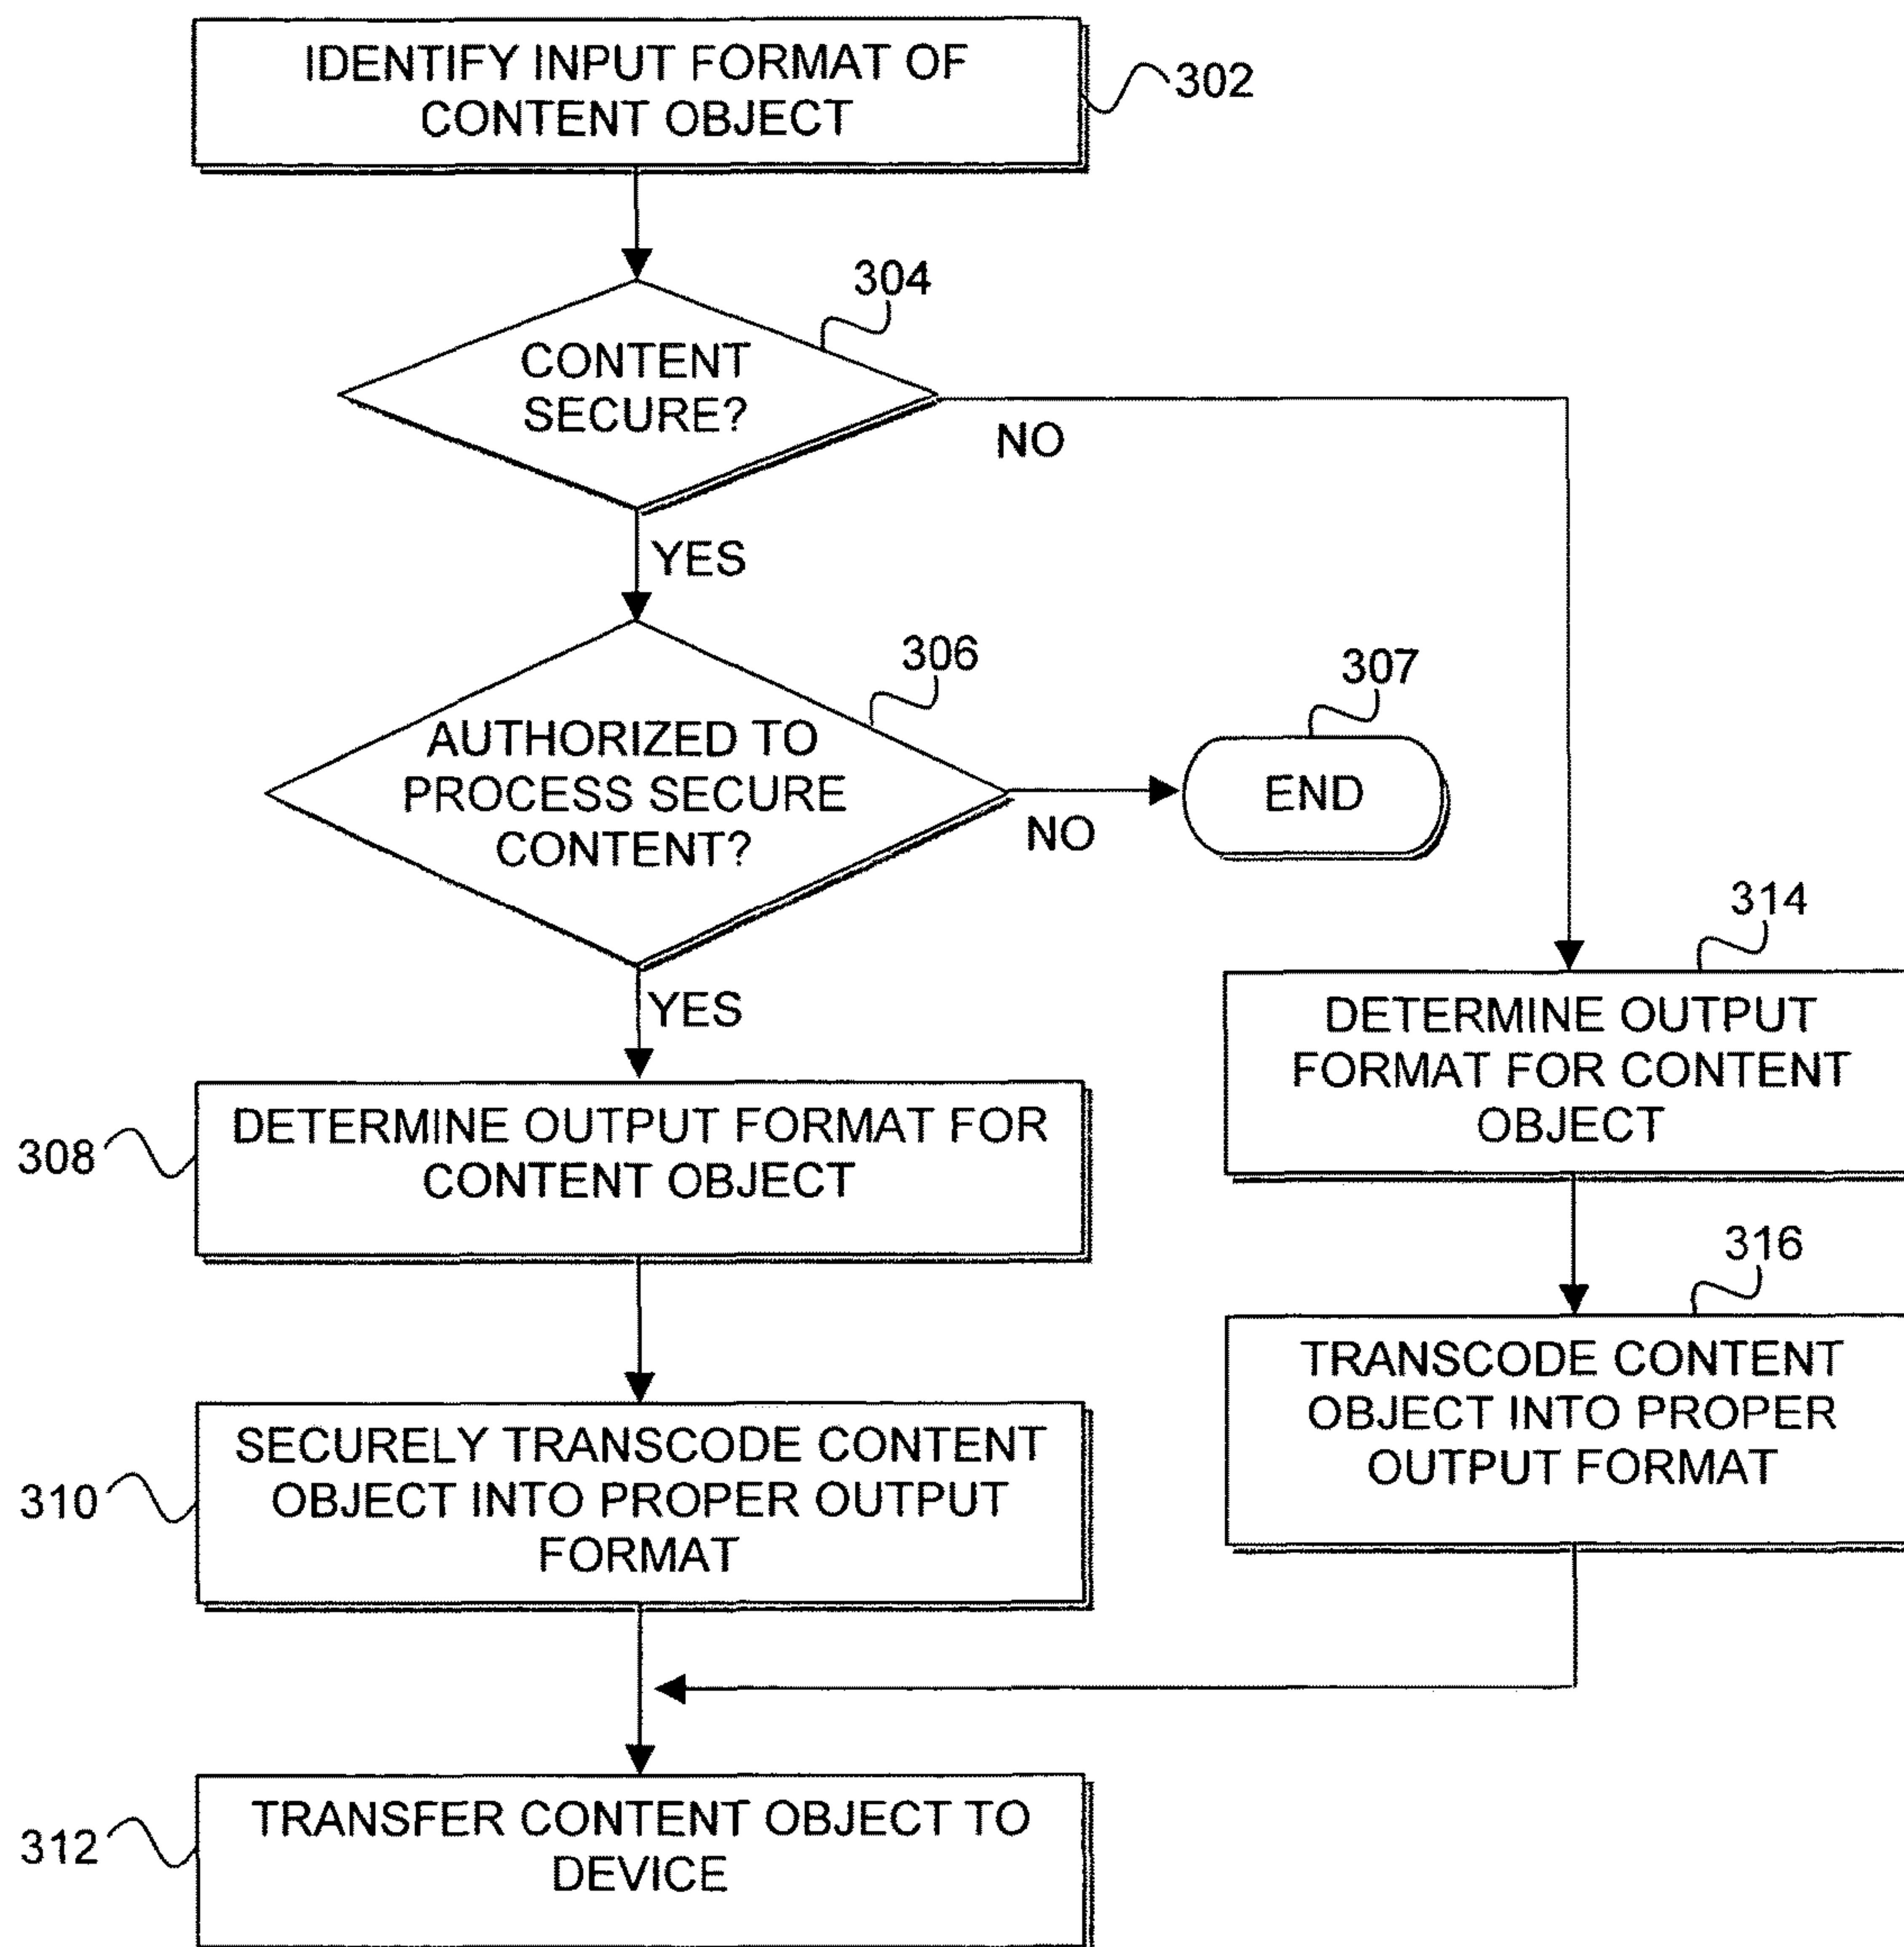 IDENTIFY INPUT FORMAT OF
CONTENT OBJECT
302
304
CONTENT
SECURE?
NO
YES
306
AUTHORIZED TO
PROCESS SECURE
CONTENT?
NO
307
END
YES
314
DETERMINE OUTPUT
FORMAT FOR CONTENT
OBJECT
308
DETERMINE OUTPUT FORMAT FOR
CONTENT OBJECT
316
TRANSCODE CONTENT
OBJECT INTO PROPER
OUTPUT FORMAT
310
SECURELY TRANSCODE CONTENT
OBJECT INTO PROPER OUTPUT
FORMAT
312
TRANSFER CONTENT OBJECT TO
DEVICE